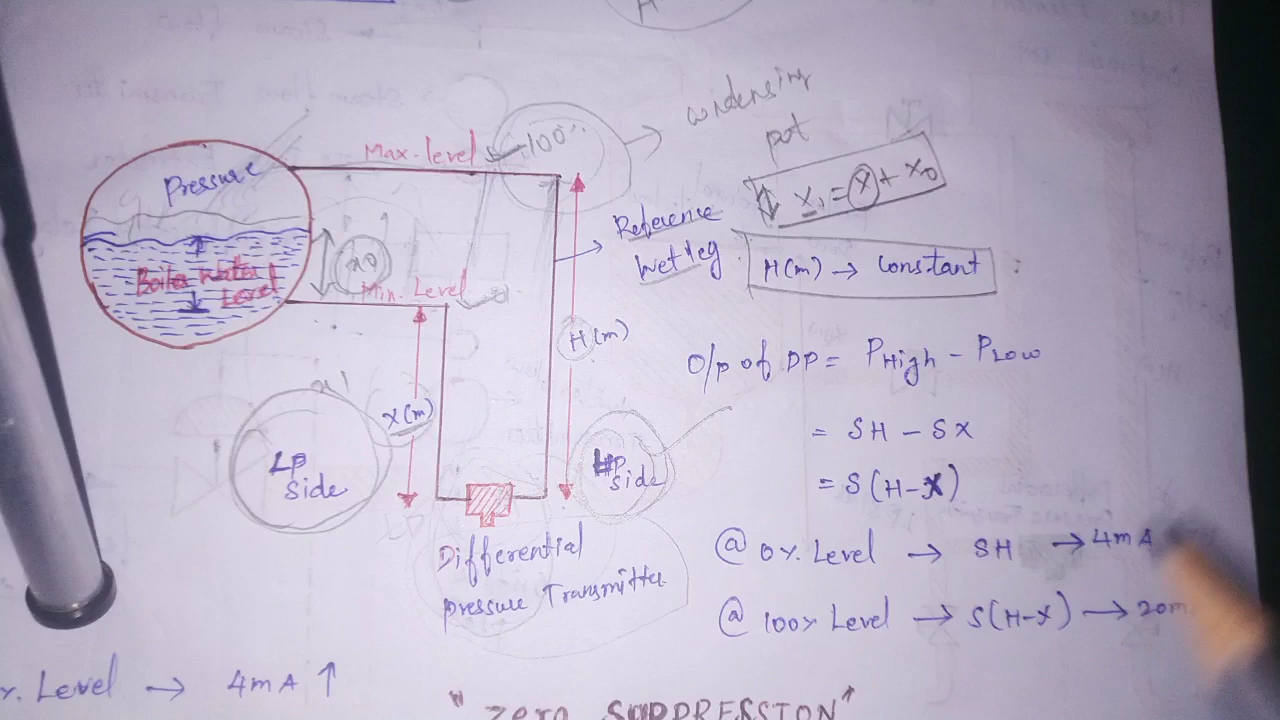 condensing
pot
Max-level
100%
Pressure
X₁ = X + X0
Reference
wet leg
H(m) → constant
x0
Boiler water
Level
Min. Level
H(m)
O/p of DP = PHigh - PLow
x(m)
= SH - SX
LP
Side
HP
Side
= S(H-X)
@ 0%. Level → SH → 4mA
Differential
pressure Transmitter
@ 100% Level → S(H-X) → 20m
%. Level → 4mA ↑
"Zero SUPPRESSION"